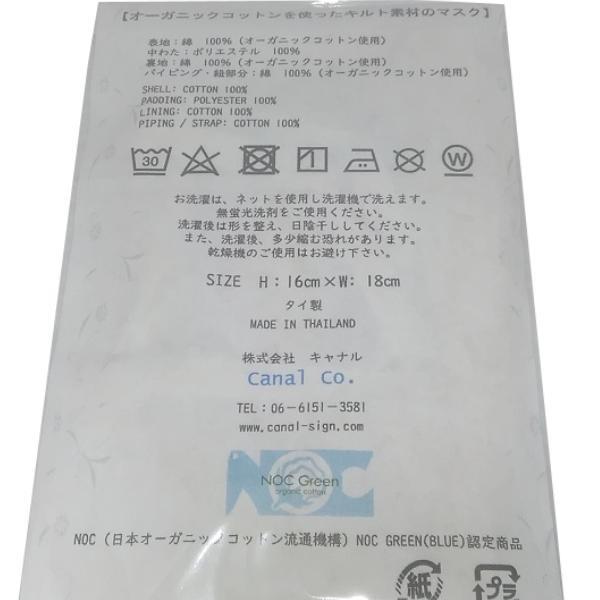 【オーガニックコットンを使ったキルト素材のマスク】
表地：綿 100％（オーガニックコットン使用）
中わた：ポリエステル 100％
裏地：綿 100％（オーガニックコットン使用）
パイピング・紐部分：綿 100％（オーガニックコットン使用）
SHELL: COTTON 100%
PADDING: POLYESTER 100%
LINING: COTTON 100%
PIPING / STRAP: COTTON 100%
30 W
お洗濯は、ネットを使用し洗濯機で洗えます。
無蛍光洗剤をご使用ください。
洗濯後は形を整え、日陰干ししてください。
また、洗濯後、多少縮む恐れがあります。
乾燥機のご使用はお避け下さい。
SIZE H：16cm×W：18cm
タイ製
MADE IN THAILAND
株式会社 キャナル
Canal Co.
TEL：06−6151−3581
www.canal-sign.com
NOC
NOC Green
organic cotton
NOC（日本オーガニックコットン流通機構）NOC GREEN(BLUE)認定商品
紙 プラ